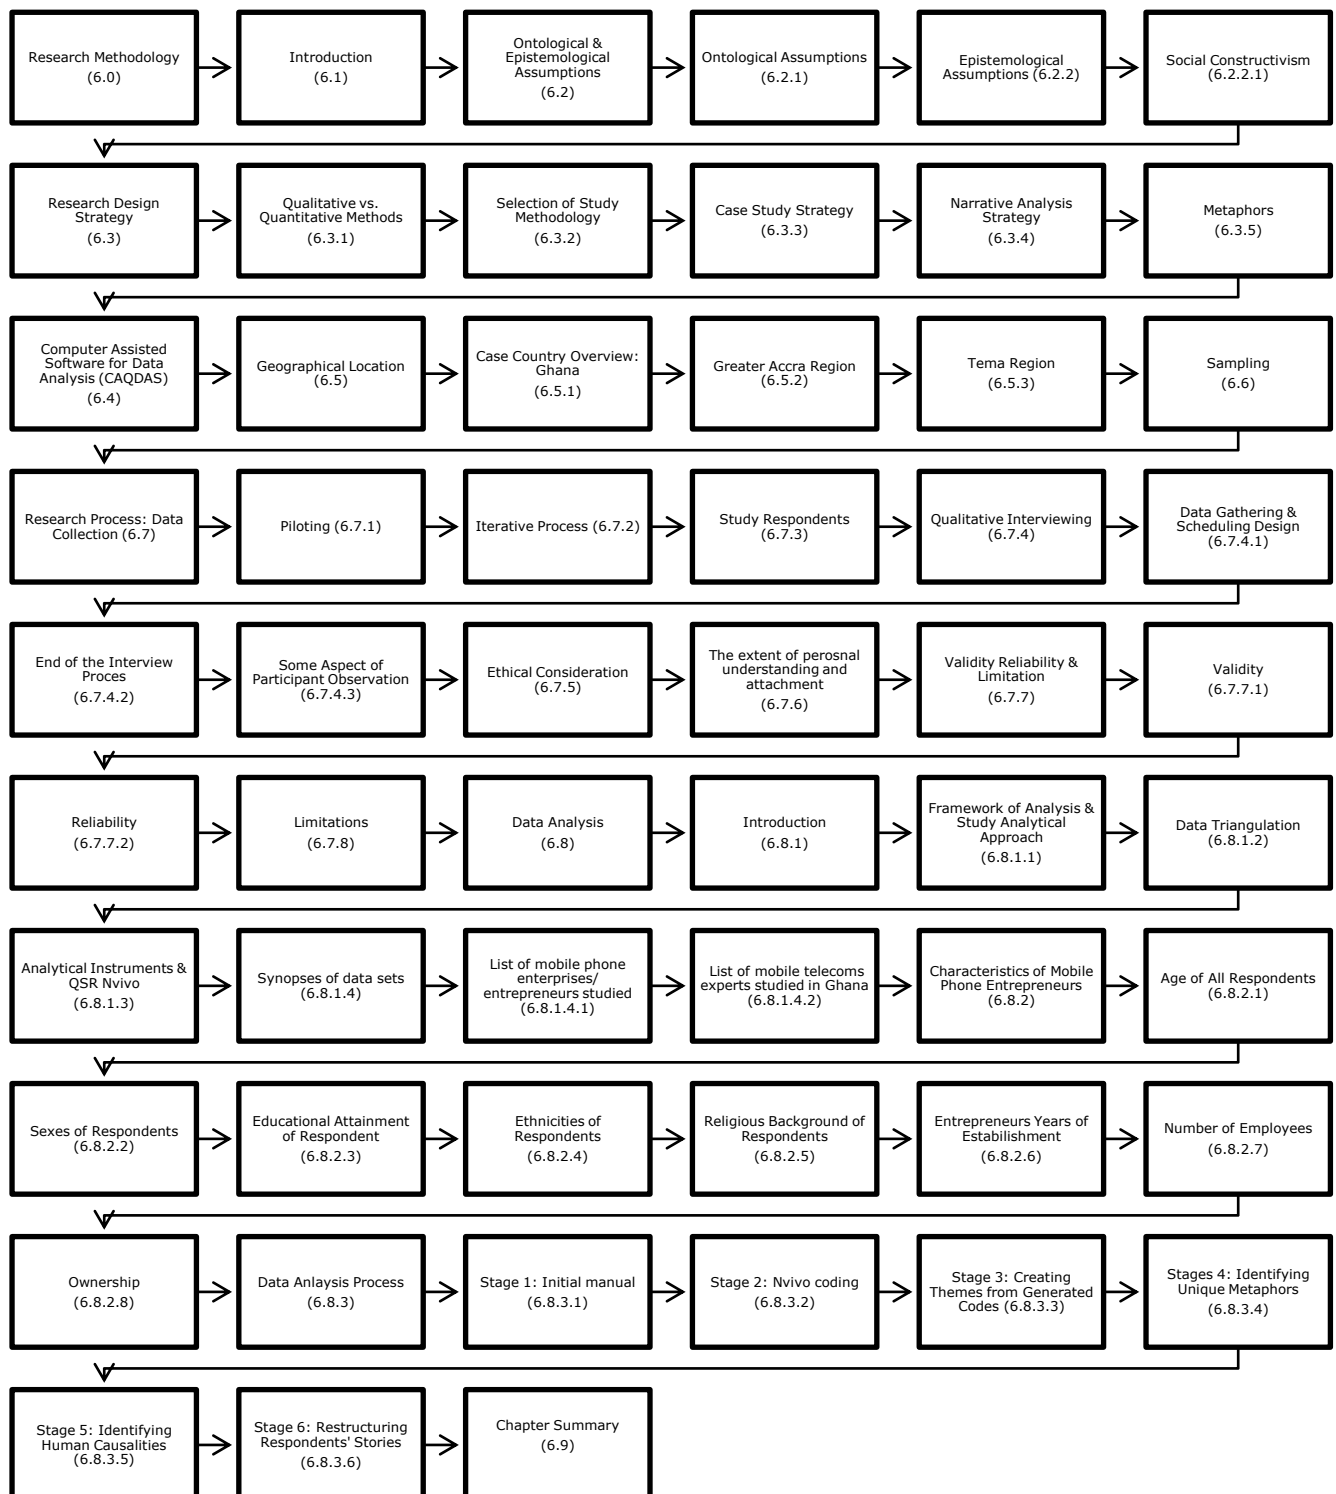 Research Methodology
(6.0)
Introduction
(6.1)
Ontological &
Epistemological
Assumptions
(6.2)
Ontological Assumptions
(6.2.1)
Epistemological
Assumptions (6.2.2)
Social Constructivism
(6.2.2.1)
Research Design
Strategy
(6.3)
Qualitative vs.
Quantitative Methods
(6.3.1)
Selection of Study
Methodology
(6.3.2)
Case Study Strategy
(6.3.3)
Narrative Analysis
Strategy
(6.3.4)
Metaphors
(6.3.5)
Computer Assisted
Software for Data
Analysis (CAQDAS)
(6.4)
Geographical Location
(6.5)
Case Country Overview:
Ghana
(6.5.1)
Greater Accra Region
(6.5.2)
Tema Region
(6.5.3)
Sampling
(6.6)
Research Process: Data
Collection (6.7)
Piloting (6.7.1)
Iterative Process (6.7.2)
Study Respondents
(6.7.3)
Qualitative Interviewing
(6.7.4)
Data Gathering &
Scheduling Design
(6.7.4.1)
End of the Interview
Proces
(6.7.4.2)
Some Aspect of
Participant Observation
(6.7.4.3)
Ethical Consideration
(6.7.5)
The extent of perosnal
understanding and
attachment
(6.7.6)
Validity Reliability &
Limitation
(6.7.7)
Validity
(6.7.7.1)
Reliability
(6.7.7.2)
Limitations
(6.7.8)
Data Analysis
(6.8)
Introduction
(6.8.1)
Framework of Analysis &
Study Analytical
Approach
(6.8.1.1)
Data Triangulation
(6.8.1.2)
Analytical Instruments &
QSR Nvivo
(6.8.1.3)
Synopses of data sets
(6.8.1.4)
List of mobile phone
enterprises/
entrepreneurs studied
(6.8.1.4.1)
List of mobile telecoms
experts studied in Ghana
(6.8.1.4.2)
Characteristics of Mobile
Phone Entrepreneurs
(6.8.2)
Age of All Respondents
(6.8.2.1)
Sexes of Respondents
(6.8.2.2)
Educational Attainment
of Respondent
(6.8.2.3)
Ethnicities of
Respondents
(6.8.2.4)
Religious Background of
Respondents
(6.8.2.5)
Entrepreneurs Years of
Estabilishment
(6.8.2.6)
Number of Employees
(6.8.2.7)
Ownership
(6.8.2.8)
Data Anlaysis Process
(6.8.3)
Stage 1: Initial manual
(6.8.3.1)
Stage 2: Nvivo coding
(6.8.3.2)
Stage 3: Creating
Themes from Generated
Codes (6.8.3.3)
Stages 4: Identifying
Unique Metaphors
(6.8.3.4)
Stage 5: Identifying
Human Causalities
(6.8.3.5)
Stage 6: Restructuring
Respondents' Stories
(6.8.3.6)
Chapter Summary
(6.9)